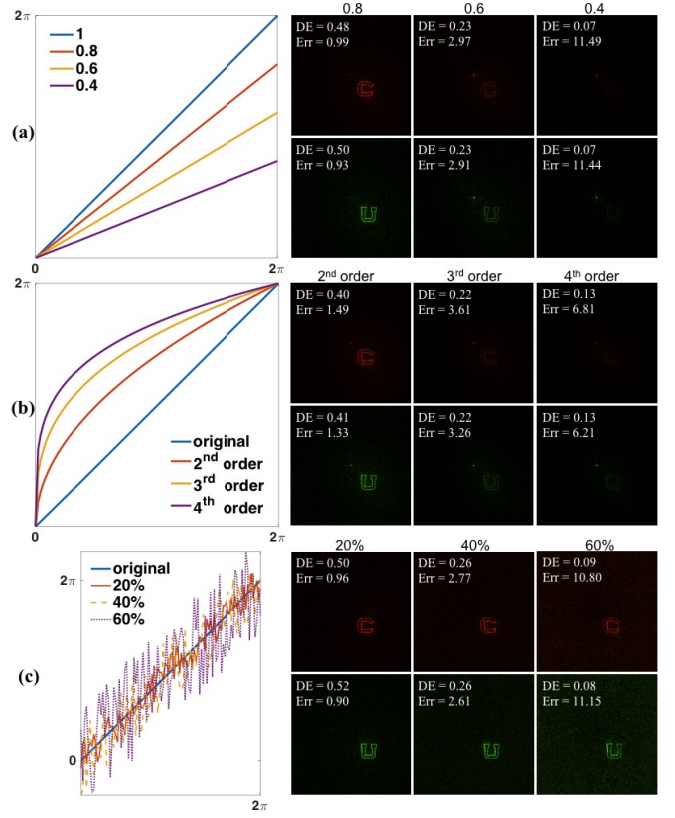 (a)
2π
1
0.8
0.6
0.4
0
2π
0.8
0.6
0.4
DE = 0.48
Err = 0.99
DE = 0.23
Err = 2.97
DE = 0.07
Err = 11.49
DE = 0.50
Err = 0.93
DE = 0.23
Err = 2.91
DE = 0.07
Err = 11.44
C
C
U
U
(b)
2π
original
2nd order
3rd order
4th order
0
2π
2nd order
3rd order
4th order
DE = 0.40
Err = 1.49
DE = 0.22
Err = 3.61
DE = 0.13
Err = 6.81
DE = 0.41
Err = 1.33
DE = 0.22
Err = 3.26
DE = 0.13
Err = 6.21
C
C
U
U
(c)
original
20%
40%
60%
2π
0
2π
20%
40%
60%
DE = 0.50
Err = 0.96
DE = 0.26
Err = 2.77
DE = 0.09
Err = 10.80
DE = 0.52
Err = 0.90
DE = 0.26
Err = 2.61
DE = 0.08
Err = 11.15
C
C
C
U
U
U